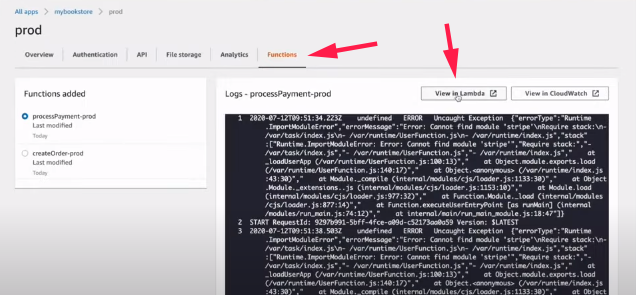 All apps > mybookstore > prod
prod
Overview
Authentication
API
File storage
Analytics
Functions
Functions added
processPayment-prod
Last modified
Today
createOrder-prod
Last modified
Today
Logs - processPayment-prod
View in Lambda
View in CloudWatch
1 2020-07-12T09:51:34.223Z undefined ERROR Uncaught Exception {"errorType":"Runtime
.ImportModuleError","errorMessage":"Error: Cannot find module 'stripe'\nRequire stack:\n-
/var/task/index.js\n- /var/runtime/UserFunction.js\n- /var/runtime/index.js","stack"
:["Runtime.ImportModuleError: Error: Cannot find module 'stripe'","Require stack:","-
/var/task/index.js","- /var/runtime/UserFunction.js","- /var/runtime/index.js"," at
_loadUserApp (/var/runtime/UserFunction.js:100:13)"," at Object.module.exports.load
(/var/runtime/UserFunction.js:140:17)"," at Object.<anonymous> (/var/runtime/index.js
:43:30)"," at Module._compile (internal/modules/cjs/loader.js:1133:30)"," at Object
.Module._extensions..js (internal/modules/cjs/loader.js:1153:10)"," at Module.load
(internal/modules/cjs/loader.js:977:32)"," at Function.Module._load (internal/modules
/cjs/loader.js:877:14)"," at Function.executeUserEntryPoint [as runMain] (internal
/modules/run_main.js:74:12)"," at internal/main/run_main_module.js:18:47"]}
2 START RequestId: 9297b991-5bff-4fce-a09d-c52173aa0a59 Version: $LATEST
3 2020-07-12T09:51:38.503Z undefined ERROR Uncaught Exception {"errorType":"Runtime
.ImportModuleError","errorMessage":"Error: Cannot find module 'stripe'\nRequire stack:\n-
/var/task/index.js\n- /var/runtime/UserFunction.js\n- /var/runtime/index.js","stack"
:["Runtime.ImportModuleError: Error: Cannot find module 'stripe'","Require stack:","-
/var/task/index.js","- /var/runtime/UserFunction.js","- /var/runtime/index.js"," at
_loadUserApp (/var/runtime/UserFunction.js:100:13)"," at Object.module.exports.load
(/var/runtime/UserFunction.js:140:17)"," at Object.<anonymous> (/var/runtime/index.js
:43:30)"," at Module._compile (internal/modules/cjs/loader.js:1133:30)"," at Object